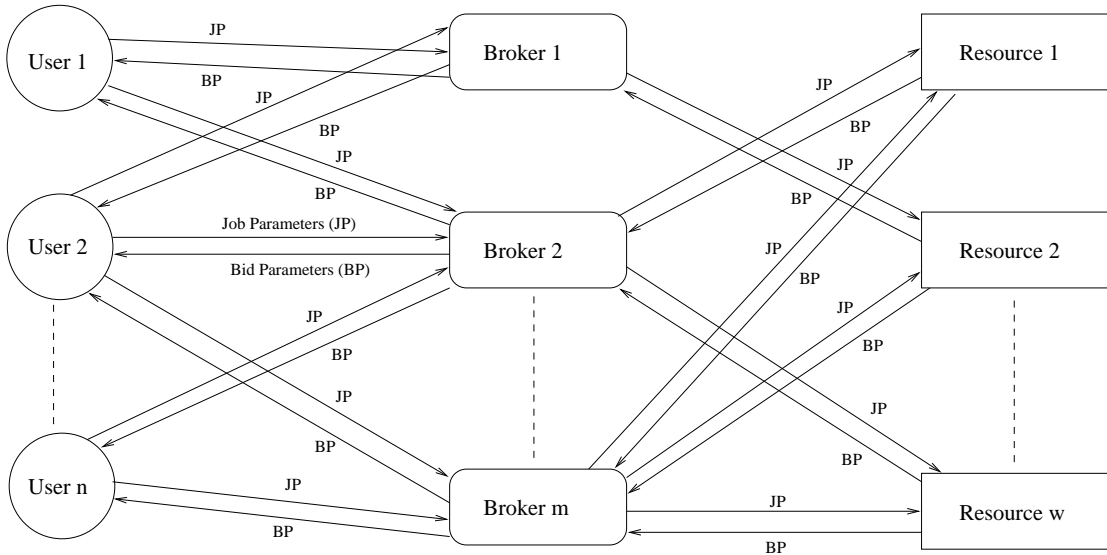 User 1
JP
BP
Broker 1
JP
BP
Resource 1
JP
BP
JP
BP
JP
BP
User 2
Job Parameters (JP)
Bid Parameters (BP)
Broker 2
JP
BP
Resource 2
JP
BP
JP
BP
JP
BP
JP
BP
User n
JP
BP
Broker m
JP
BP
Resource w